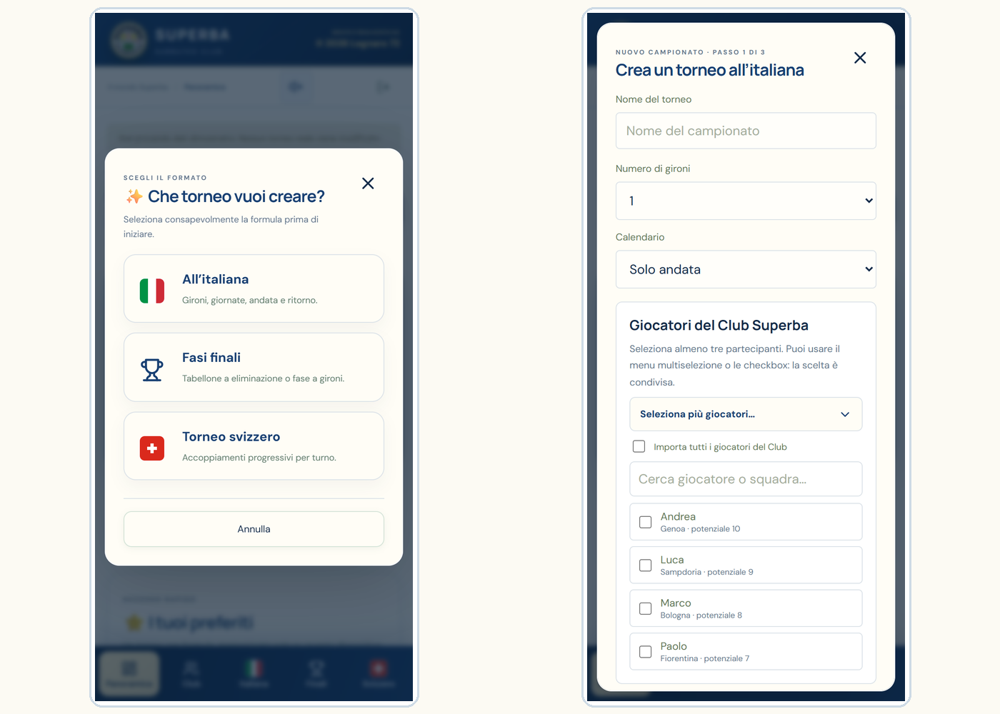 SUPERBA
SCEGLI IL FORMATO
✨ Che torneo vuoi creare?
Seleziona consapevolmente la formula prima di
iniziare.
All’italiana
Gironi, giornate, andata e ritorno.
Fasi finali
Tabellone a eliminazione o fase a gironi.
Torneo svizzero
Accoppiamenti progressivi per turno.
Annulla
I tuoi preferiti
NUOVO CAMPIONATO · PASSO 1 DI 3
Crea un torneo all’italiana
Nome del torneo
Nome del campionato
Numero di gironi
1
Calendario
Solo andata
Giocatori del Club Superba
Seleziona almeno tre partecipanti. Puoi usare il
menu multiselezione o le checkbox: la scelta è
condivisa.
Seleziona più giocatori...
Importa tutti i giocatori del Club
Cerca giocatore o squadra...
Andrea
Genoa · potenziale 10
Luca
Sampdoria · potenziale 9
Marco
Bologna · potenziale 8
Paolo
Fiorentina · potenziale 7